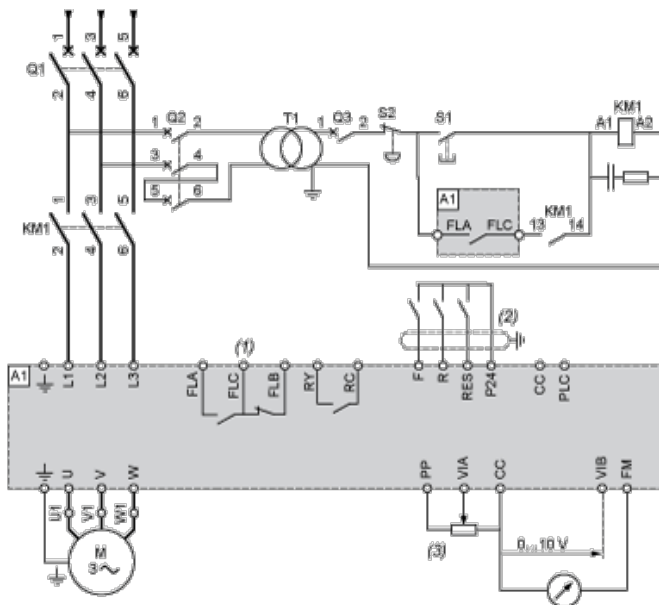 1 3 5
Q1
2 4 6
1 Q2 2
3 4
5 6
T1
1 Q3 2
S2
S1
KM1
A1 A2
A1
FLA FLC
13 KM1 14
1 3 5
KM1
2 4 6
(1)
(2)
A1
L1 L2 L3
FLA FLC FLB RY RC
F R RES P24 CC PLC
U V W
PP VIA CC VIB FM
U1 V1 W1
M
3
(3)
0...10 V